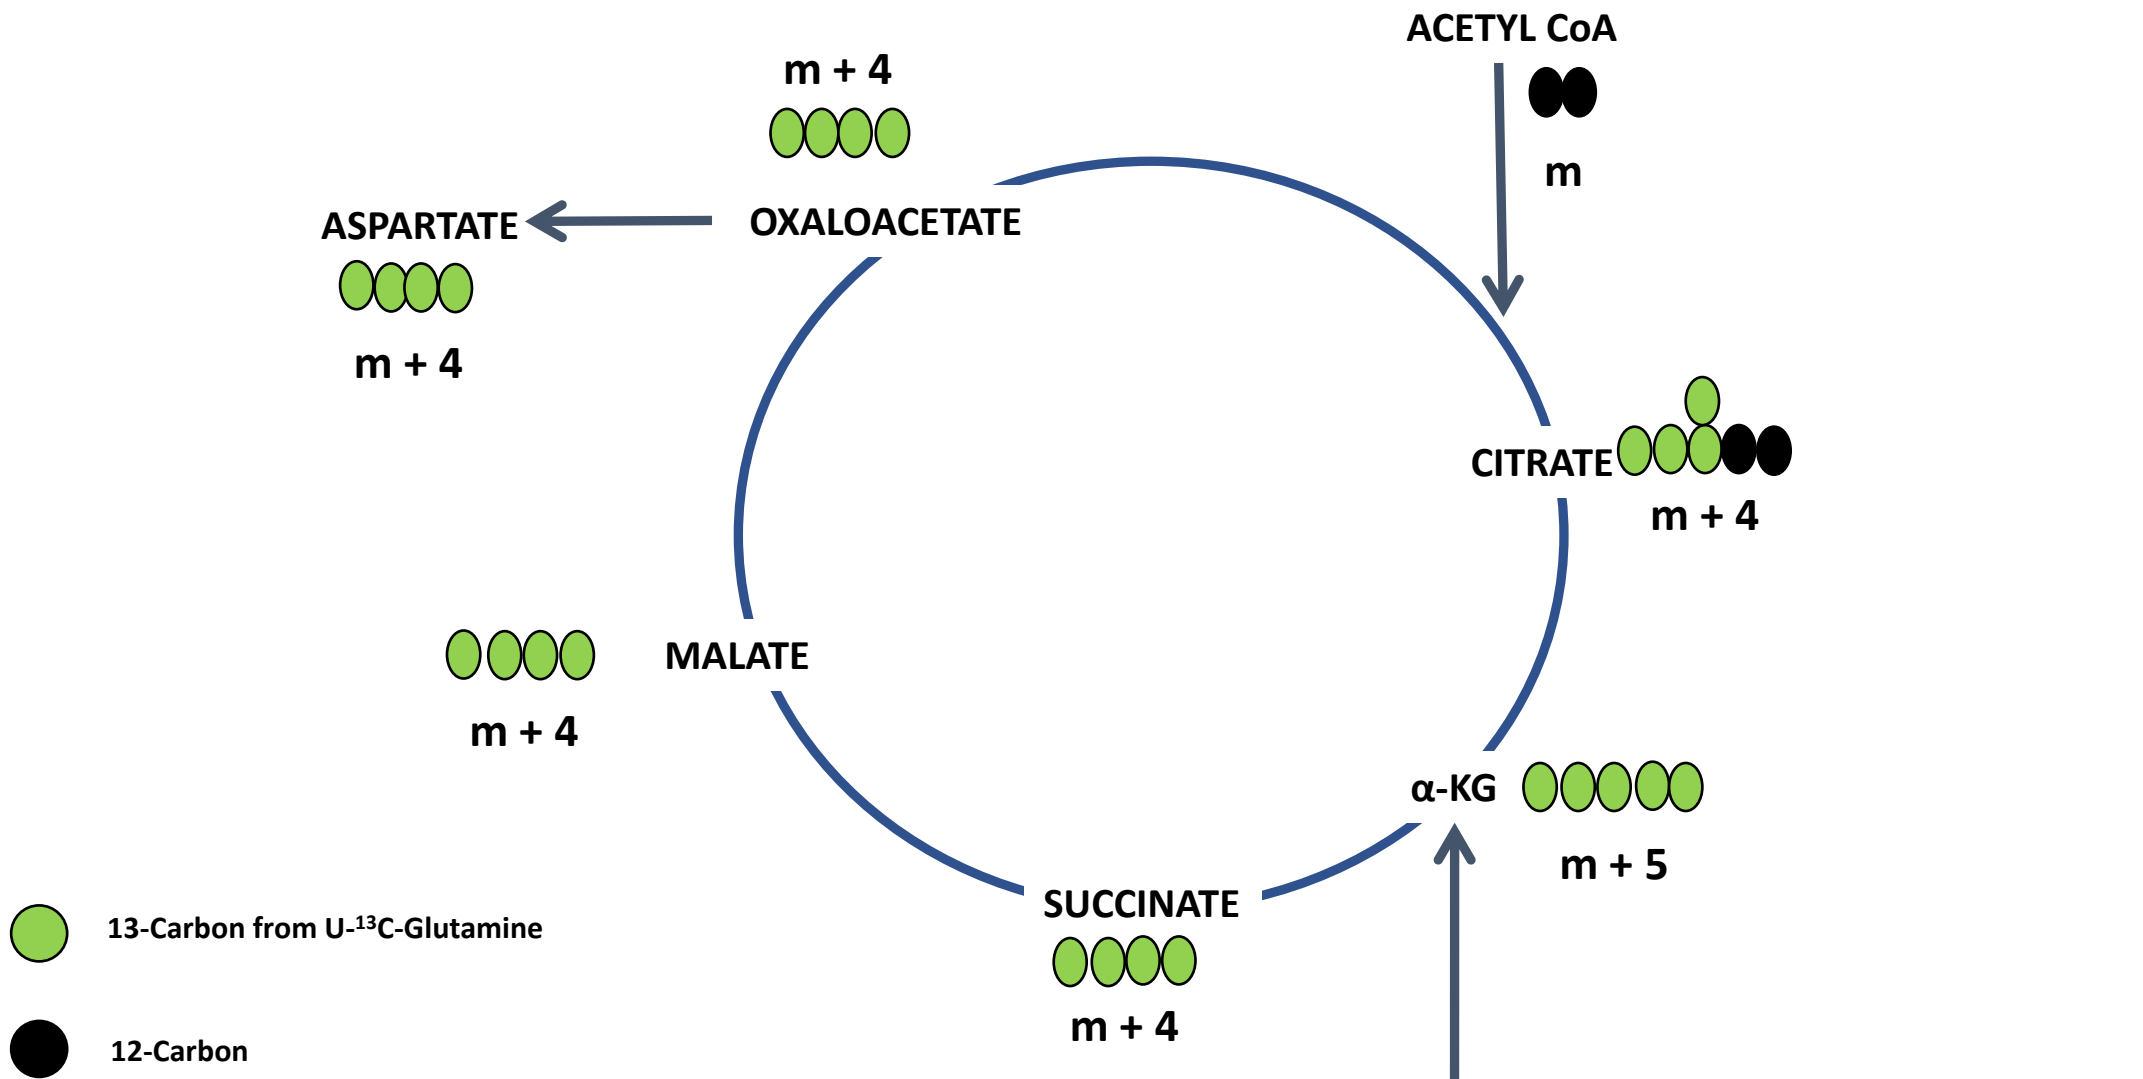 ACETYL CoA
m + 4
m
ASPARTATE
OXALOACETATE
m + 4
CITRATE
m + 4
MALATE
m + 4
α-KG
m + 5
SUCCINATE
13-Carbon from U-¹³C-Glutamine
m + 4
12-Carbon